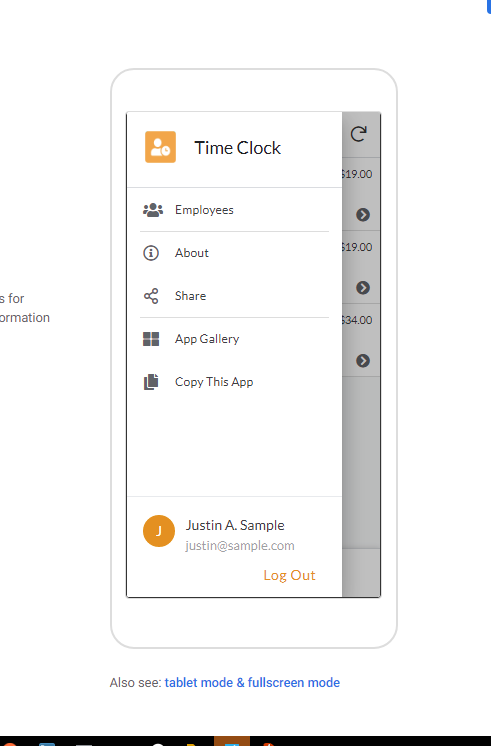 Time Clock
$19.00
Employees
$19.00
About
s for
ormation
Share
$34.00
App Gallery
Copy This App
J
Justin A. Sample
justin@sample.com
Log Out
Also see: tablet mode & fullscreen mode